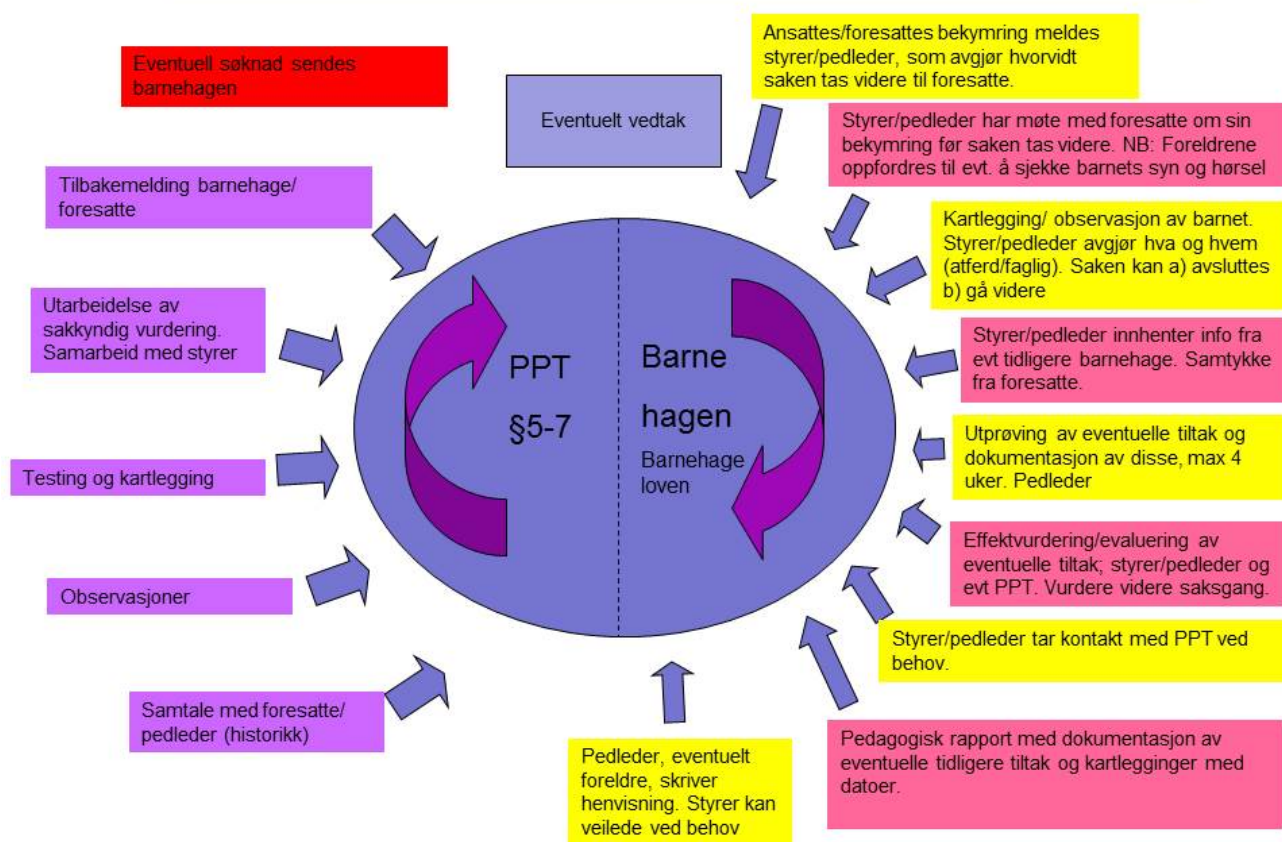 Ansattes/foresattes bekymring meldes
styrer/pedleder, som avgjør hvorvidt
saken tas videre til foresatte.
Styrer/pedleder har møte med foresatte om sin
bekymring før saken tas videre. NB: Foreldrene
oppfordres til evt. å sjekke barnets syn og hørsel
Kartlegging/ observasjon av barnet.
Styrer/pedleder avgjør hva og hvem
(atferd/faglig). Saken kan a) avsluttes
b) gå videre
Styrer/pedleder innhenter info fra
evt tidligere barnehage. Samtykke
fra foresatte.
Utprøving av eventuelle tiltak og
dokumentasjon av disse, max 4
uker. Pedleder
Effektvurdering/evaluering av
eventuelle tiltak; styrer/pedleder og
evt PPT. Vurdere videre saksgang.
Styrer/pedleder tar kontakt med PPT ved
behov.
Pedagogisk rapport med dokumentasjon av
eventuelle tidligere tiltak og kartlegginger med
datoer.
Pedleder, eventuelt
foreldre, skriver
henvisning. Styrer kan
veilede ved behov
Samtale med foresatte/
pedleder (historikk)
Observasjoner
Testing og kartlegging
Utarbeidelse av
sakkyndig vurdering.
Samarbeid med styrer
Tilbakemelding barnehage/
foresatte
Eventuell søknad sendes
barnehagen
Eventuelt vedtak
PPT
§5-7
Barne
hagen
Barnehage
loven